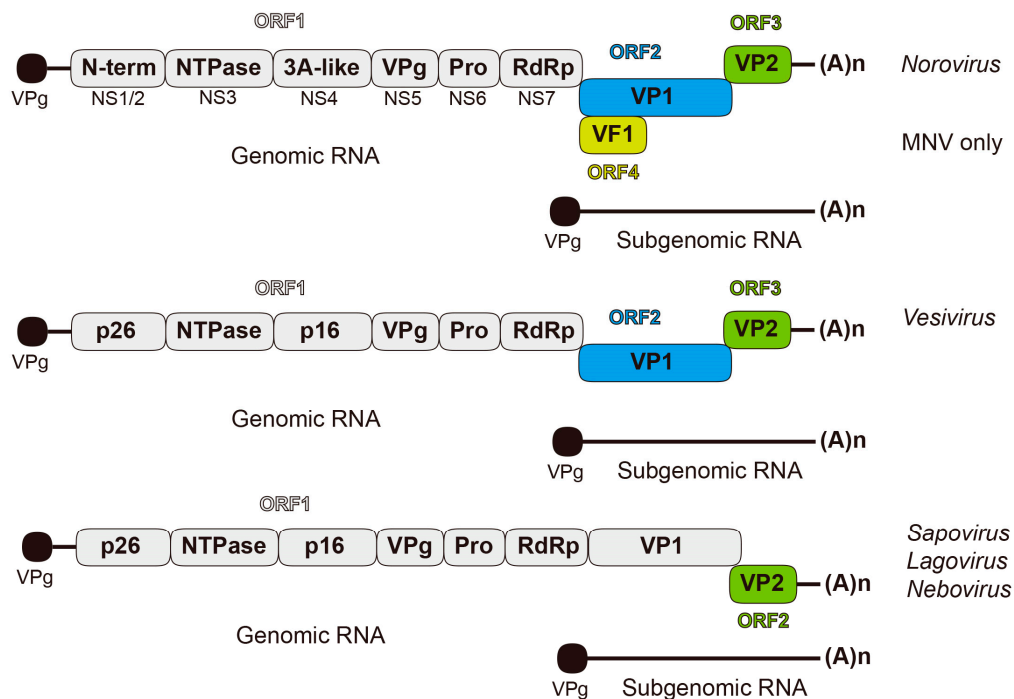 ORF1
ORF3
ORF2
N-term NTPase 3A-like VPg Pro RdRp VP2 (A)n Norovirus
VPg NS1/2 NS3 NS4 NS5 NS6 NS7 VP1
VF1 MNV only
Genomic RNA
ORF4
(A)n
VPg Subgenomic RNA
ORF1 ORF3
ORF2
p26 NTPase p16 VPg Pro RdRp VP2 (A)n Vesivirus
VPg VP1
Genomic RNA
(A)n
VPg Subgenomic RNA
ORF1
p26 NTPase p16 VPg Pro RdRp VP1 Sapovirus
Lagovirus
VPg VP2 (A)n Nebovirus
ORF2
Genomic RNA
(A)n
VPg Subgenomic RNA